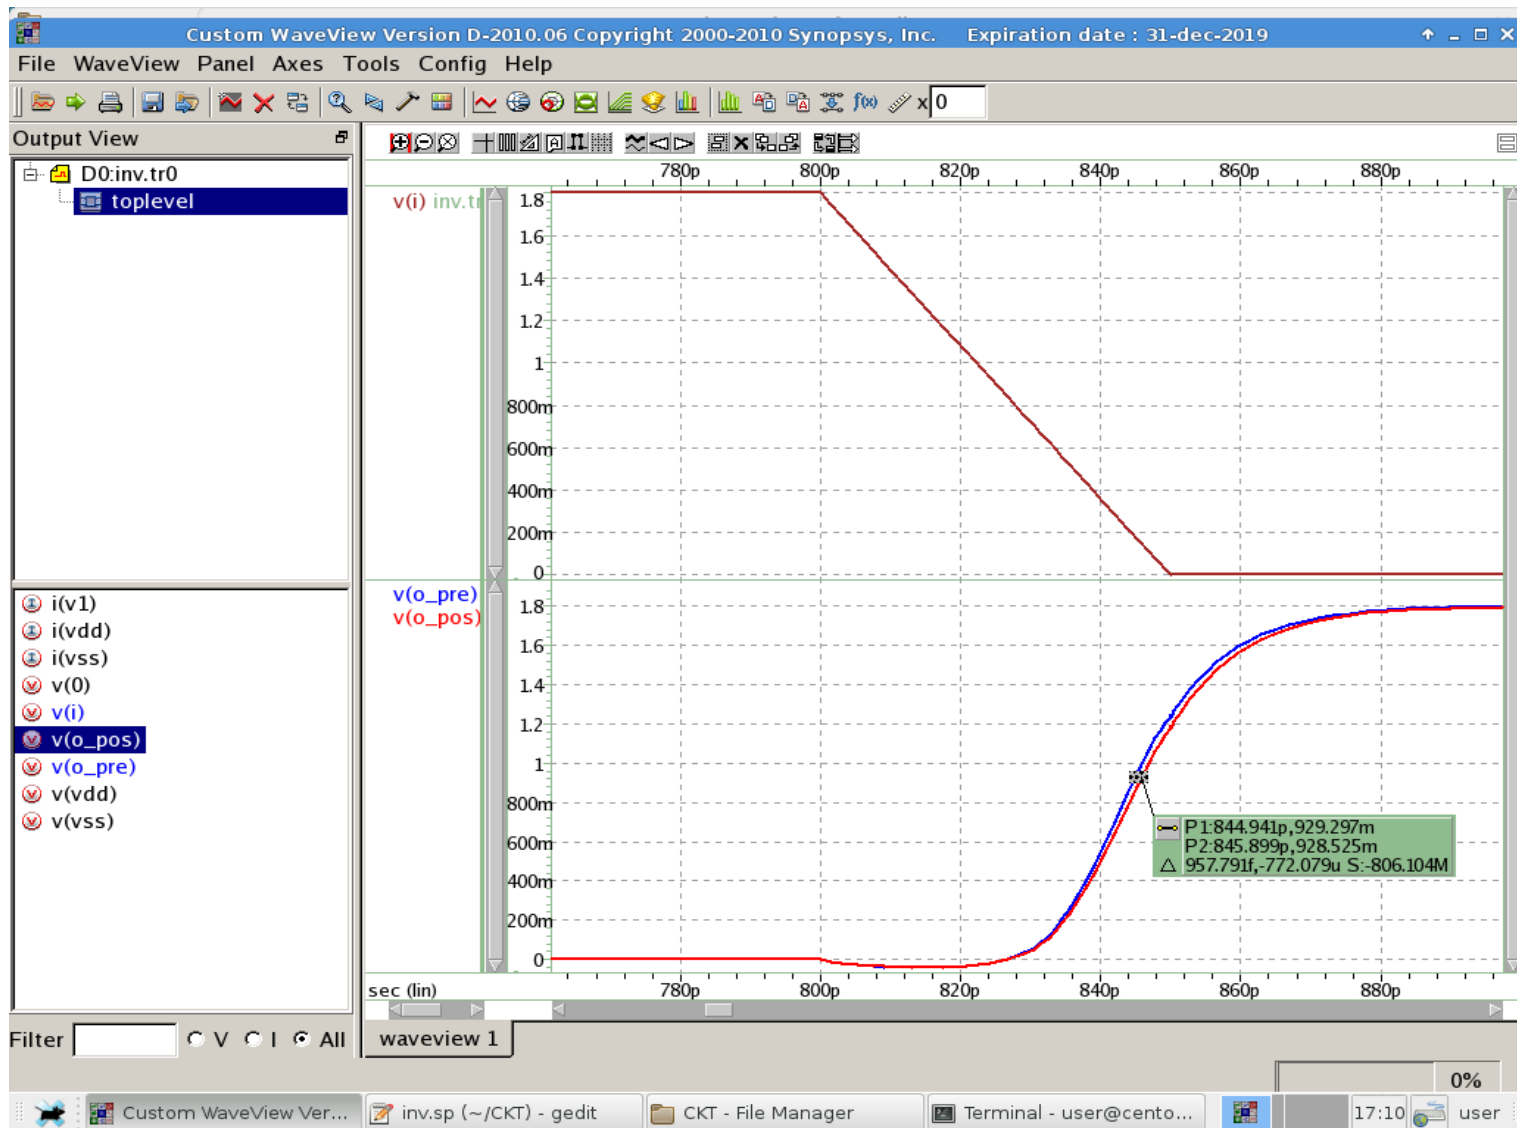 Custom WaveView Version D-2010.06 Copyright 2000-2010 Synopsys, Inc. Expiration date : 31-dec-2019
File WaveView Panel Axes Tools Config Help
x 0
Output View
D0:inv.tr0
toplevel
i(v1)
i(vdd)
i(vss)
v(0)
v(i)
v(o_pos)
v(o_pre)
v(vdd)
v(vss)
Filter V I All
780p 800p 820p 840p 860p 880p
v(i) inv.tr
1.8
1.6
1.4
1.2
1
800m
600m
400m
200m
0
v(o_pre)
v(o_pos)
1.8
1.6
1.4
1.2
1
800m
600m
400m
200m
0
P1:844.941p,929.297m
P2:845.899p,928.525m
△ 957.791f,-772.079u S:-806.104M
sec (lin) 780p 800p 820p 840p 860p 880p
waveview 1
0%
Custom WaveView Ver... inv.sp (~/CKT) - gedit CKT - File Manager Terminal - user@cento... 17:10 user